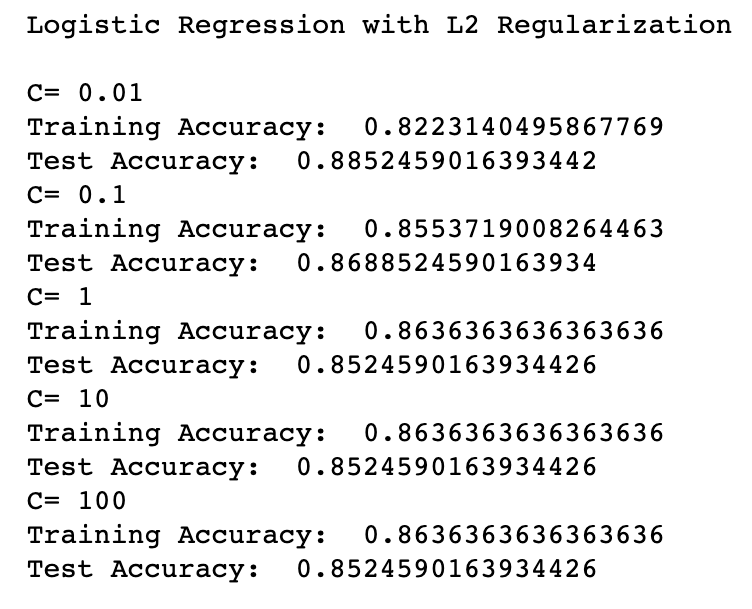 Logistic Regression with L2 Regularization
C= 0.01
Training Accuracy:  0.8223140495867769
Test Accuracy:  0.8852459016393442
C= 0.1
Training Accuracy:  0.8553719008264463
Test Accuracy:  0.8688524590163934
C= 1
Training Accuracy:  0.8636363636363636
Test Accuracy:  0.8524590163934426
C= 10
Training Accuracy:  0.8636363636363636
Test Accuracy:  0.8524590163934426
C= 100
Training Accuracy:  0.8636363636363636
Test Accuracy:  0.8524590163934426